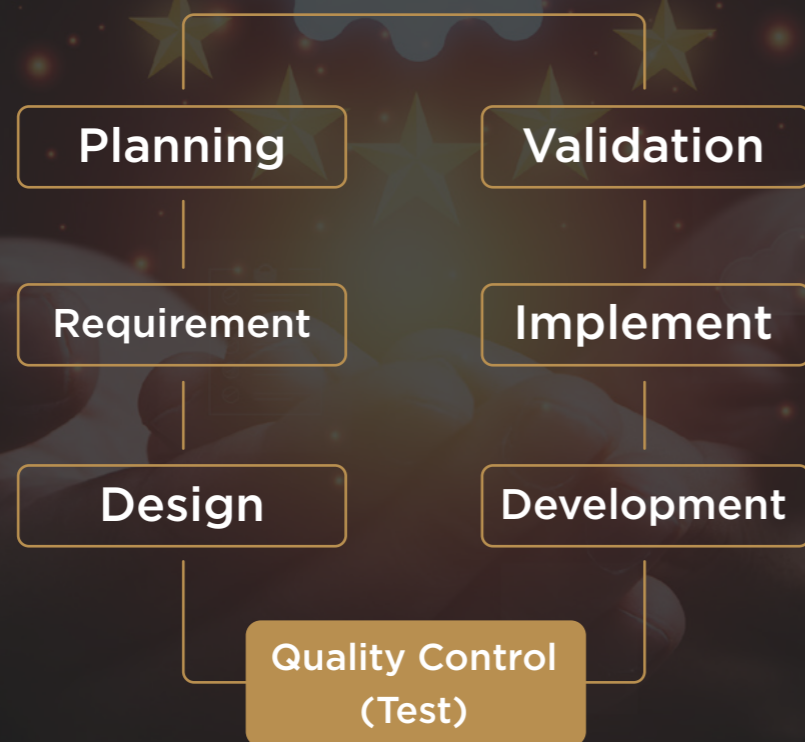 Planning
Validation
Requirement
Implement
Design
Development
Quality Control
(Test)